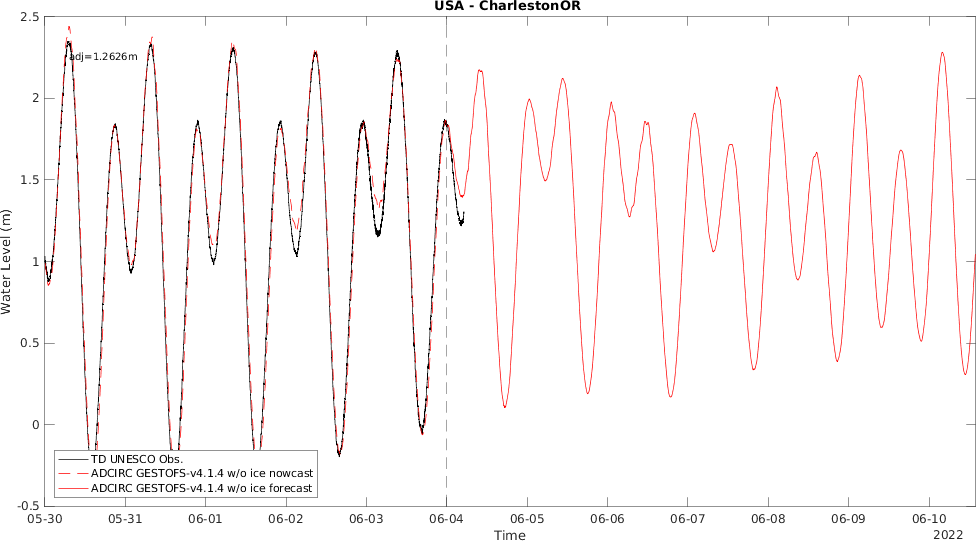 USA - CharlestonOR
2.5
2
1.5
1
0.5
0
-0.5
Water Level (m)
adj=1.2626m
TD UNESCO Obs.
ADCIRC GESTOFS-v4.1.4 w/o ice nowcast
ADCIRC GESTOFS-v4.1.4 w/o ice forecast
05-30 05-31 06-01 06-02 06-03 06-04 06-05 06-06 06-07 06-08 06-09 06-10
Time
2022